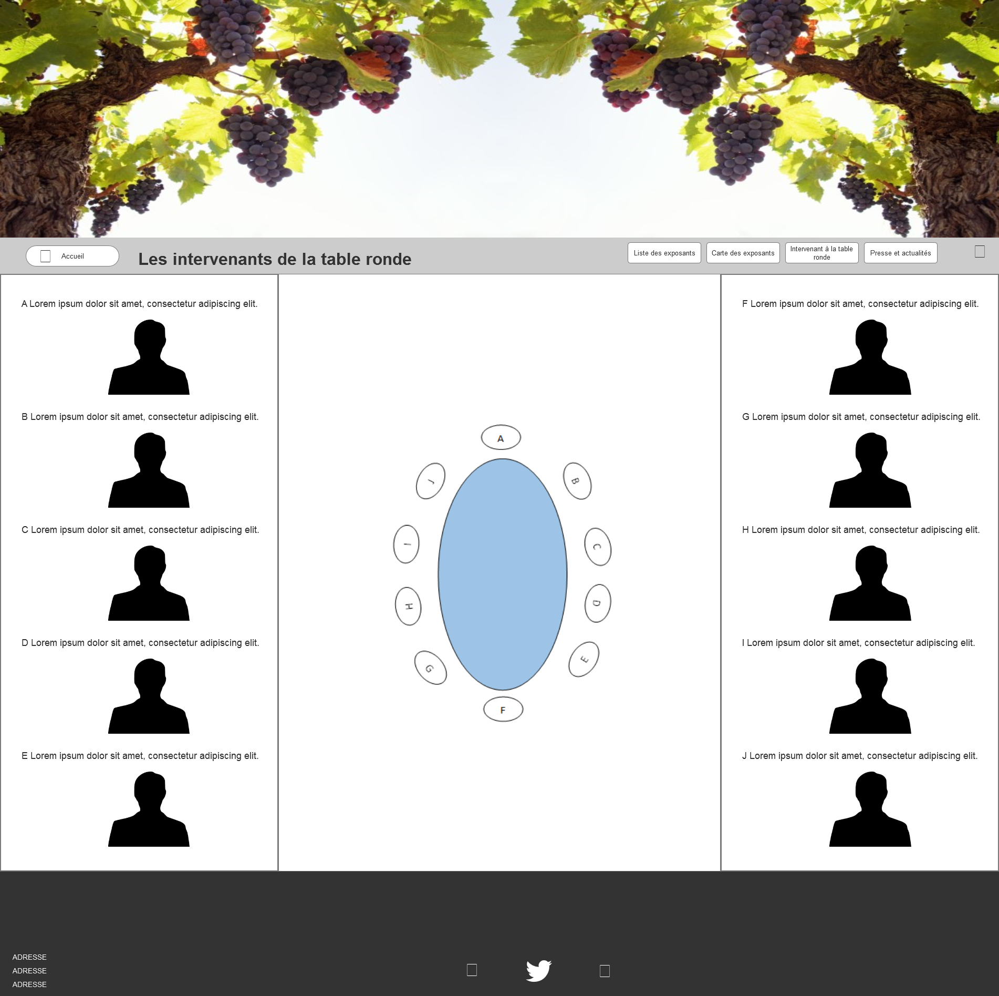 Accueil
Les intervenants de la table ronde
Liste des exposants
Carte des exposants
Intervenant à la table
ronde
Presse et actualités
A Lorem ipsum dolor sit amet, consectetur adipiscing elit.
B Lorem ipsum dolor sit amet, consectetur adipiscing elit.
C Lorem ipsum dolor sit amet, consectetur adipiscing elit.
D Lorem ipsum dolor sit amet, consectetur adipiscing elit.
E Lorem ipsum dolor sit amet, consectetur adipiscing elit.
A
B
C
D
E
F
G
H
I
J
F Lorem ipsum dolor sit amet, consectetur adipiscing elit.
G Lorem ipsum dolor sit amet, consectetur adipiscing elit.
H Lorem ipsum dolor sit amet, consectetur adipiscing elit.
I Lorem ipsum dolor sit amet, consectetur adipiscing elit.
J Lorem ipsum dolor sit amet, consectetur adipiscing elit.
ADRESSE
ADRESSE
ADRESSE